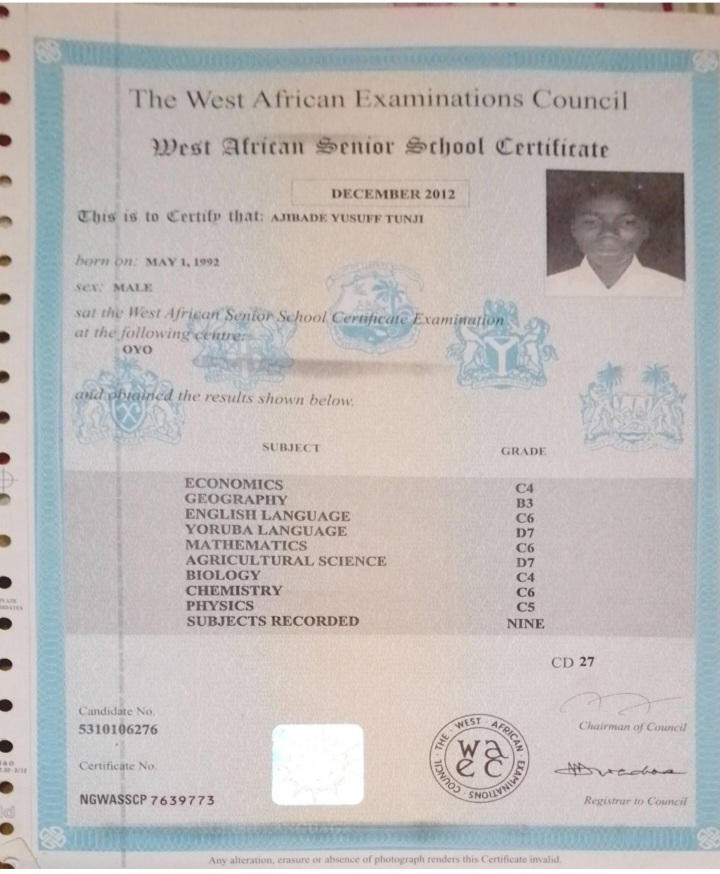 The West African Examinations Council
West African Senior School Certificate
DECEMBER 2012
This is to Certify that: AJIBADE YUSUFF TUNJI
born on: MAY 1, 1992
sex: MALE
sat the West African Senior School Certificate Examination
at the following centre:
OYO
and obtained the results shown below.
SUBJECT GRADE
ECONOMICS C4
GEOGRAPHY B3
ENGLISH LANGUAGE C6
YORUBA LANGUAGE D7
MATHEMATICS C6
AGRICULTURAL SCIENCE D7
BIOLOGY C4
CHEMISTRY C6
PHYSICS C5
SUBJECTS RECORDED NINE
CD 27
Candidate No.
5310106276
Chairman of Council
THE · WEST · AFRICAN · EXAMINATIONS · COUNCIL ·
wa
ec
Certificate No.
NGWASSCP 7639773
Registrar to Council
Any alteration, erasure or absence of photograph renders this Certificate invalid.